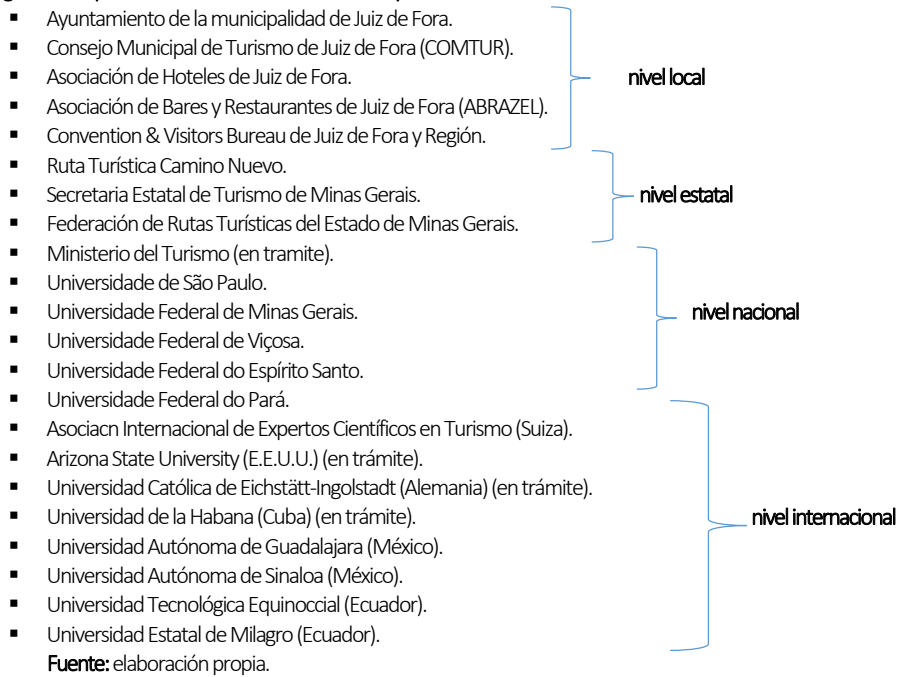 ▪ Ayuntamiento de la municipalidad de Juiz de Fora.
▪ Consejo Municipal de Turismo de Juiz de Fora (COMTUR).
▪ Asociación de Hoteles de Juiz de Fora.
nivel local
▪ Asociación de Bares y Restaurantes de Juiz de Fora (ABRAZEL).
▪ Convention & Visitors Bureau de Juiz de Fora y Región.
▪ Ruta Turística Camino Nuevo.
▪ Secretaria Estatal de Turismo de Minas Gerais.
nivel estatal
▪ Federación de Rutas Turísticas del Estado de Minas Gerais.
▪ Ministerio del Turismo (en tramite).
▪ Universidade de São Paulo.
▪ Universidade Federal de Minas Gerais.
nivel nacional
▪ Universidade Federal de Viçosa.
▪ Universidade Federal do Espírito Santo.
▪ Universidade Federal do Pará.
▪ Asociacn Internacional de Expertos Científicos en Turismo (Suiza).
▪ Arizona State University (E.E.U.U.) (en trámite).
▪ Universidad Católica de Eichstätt-Ingolstadt (Alemania) (en trámite).
▪ Universidad de la Habana (Cuba) (en trámite).
nivel internacional
▪ Universidad Autónoma de Guadalajara (México).
▪ Universidad Autónoma de Sinaloa (México).
▪ Universidad Tecnológica Equinoccial (Ecuador).
▪ Universidad Estatal de Milagro (Ecuador).
Fuente: elaboración propia.